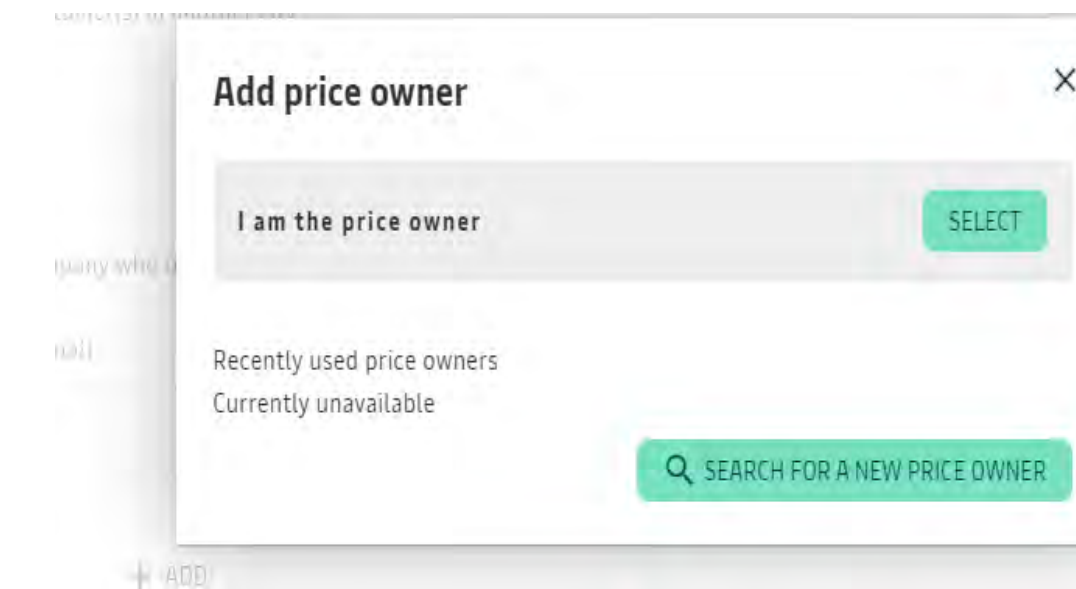 Add price owner
I am the price owner
SELECT
Recently used price owners
Currently unavailable
SEARCH FOR A NEW PRICE OWNER
+ ADD